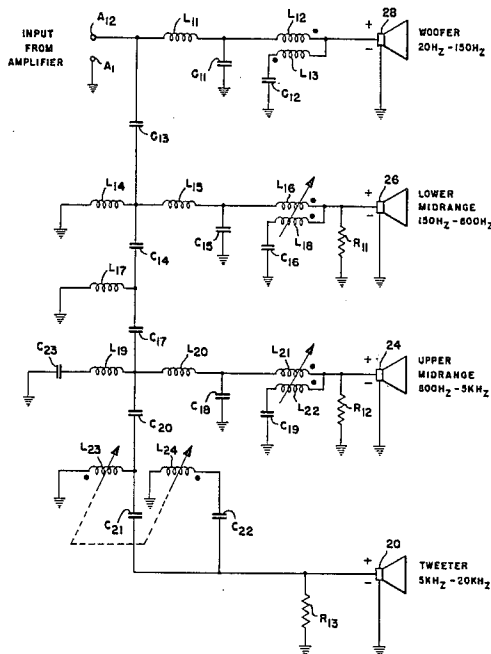 INPUT FROM AMPLIFIER
A12
A1
L11
L12
L13
C11
C12
28
+
-
WOOFER
20HZ-150HZ
C13
L14
L15
L16
L18
C15
C16
R11
26
+
-
LOWER
MIDRANGE
150HZ-800HZ
C14
L17
C17
C23
L19
L20
L21
L22
C18
C19
R12
24
+
-
UPPER
MIDRANGE
800HZ-5KHZ
C20
L23
L24
C21
C22
R13
20
+
-
TWEETER
5KHZ-20KHZ